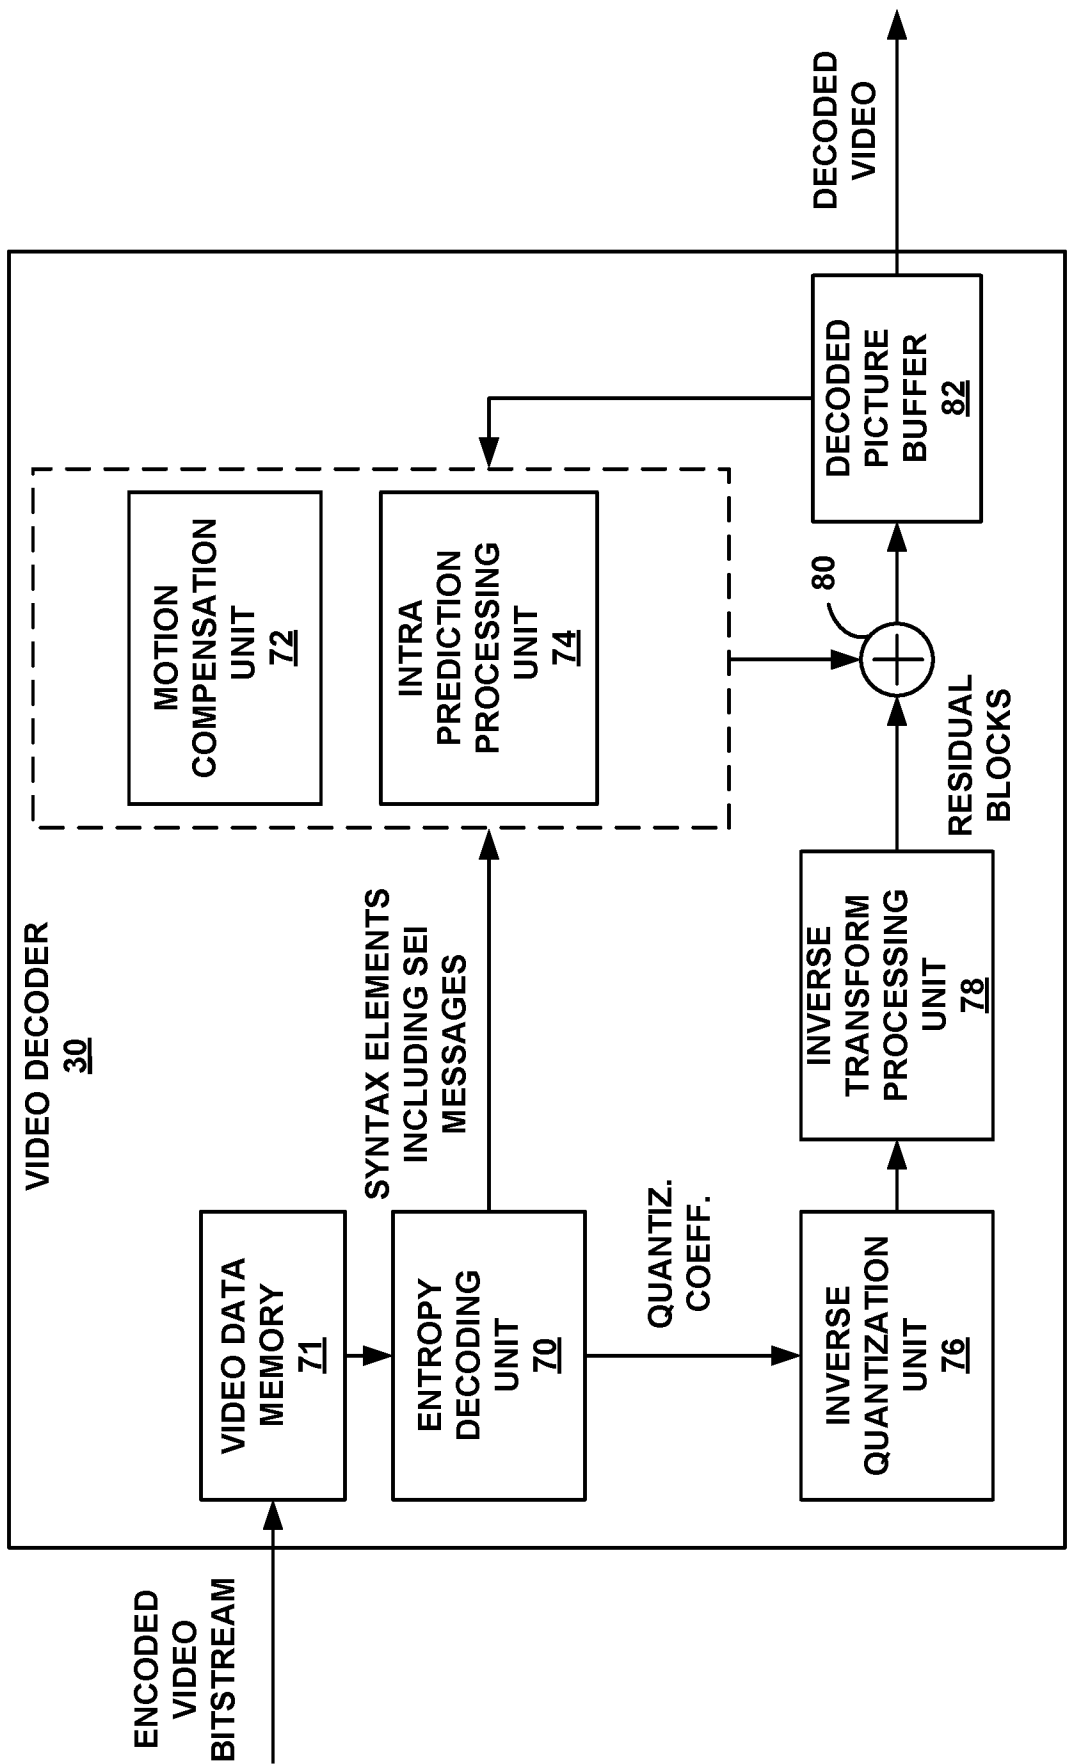 VIDEO DECODER
30
ENCODED
VIDEO
BITSTREAM
VIDEO DATA
MEMORY
71
ENTROPY
DECODING
UNIT
70
SYNTAX ELEMENTS
INCLUDING SEI
MESSAGES
MOTION
COMPENSATION
UNIT
72
INTRA
PREDICTION
PROCESSING
UNIT
74
QUANTIZ.
COEFF.
INVERSE
QUANTIZATION
UNIT
76
INVERSE
TRANSFORM
PROCESSING
UNIT
78
RESIDUAL
BLOCKS
80
DECODED
PICTURE
BUFFER
82
DECODED
VIDEO